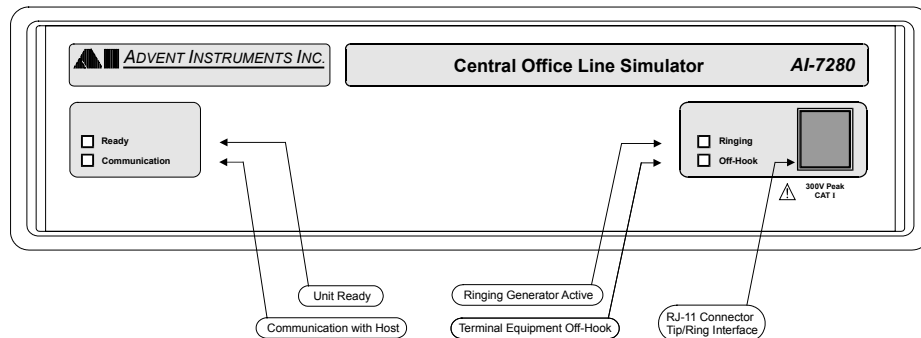 ADVENT INSTRUMENTS INC.
Central Office Line Simulator AI-7280
Ready
Communication
Ringing
Off-Hook
300V Peak
CAT I
Unit Ready
Communication with Host
Ringing Generator Active
Terminal Equipment Off-Hook
RJ-11 Connector
Tip/Ring Interface